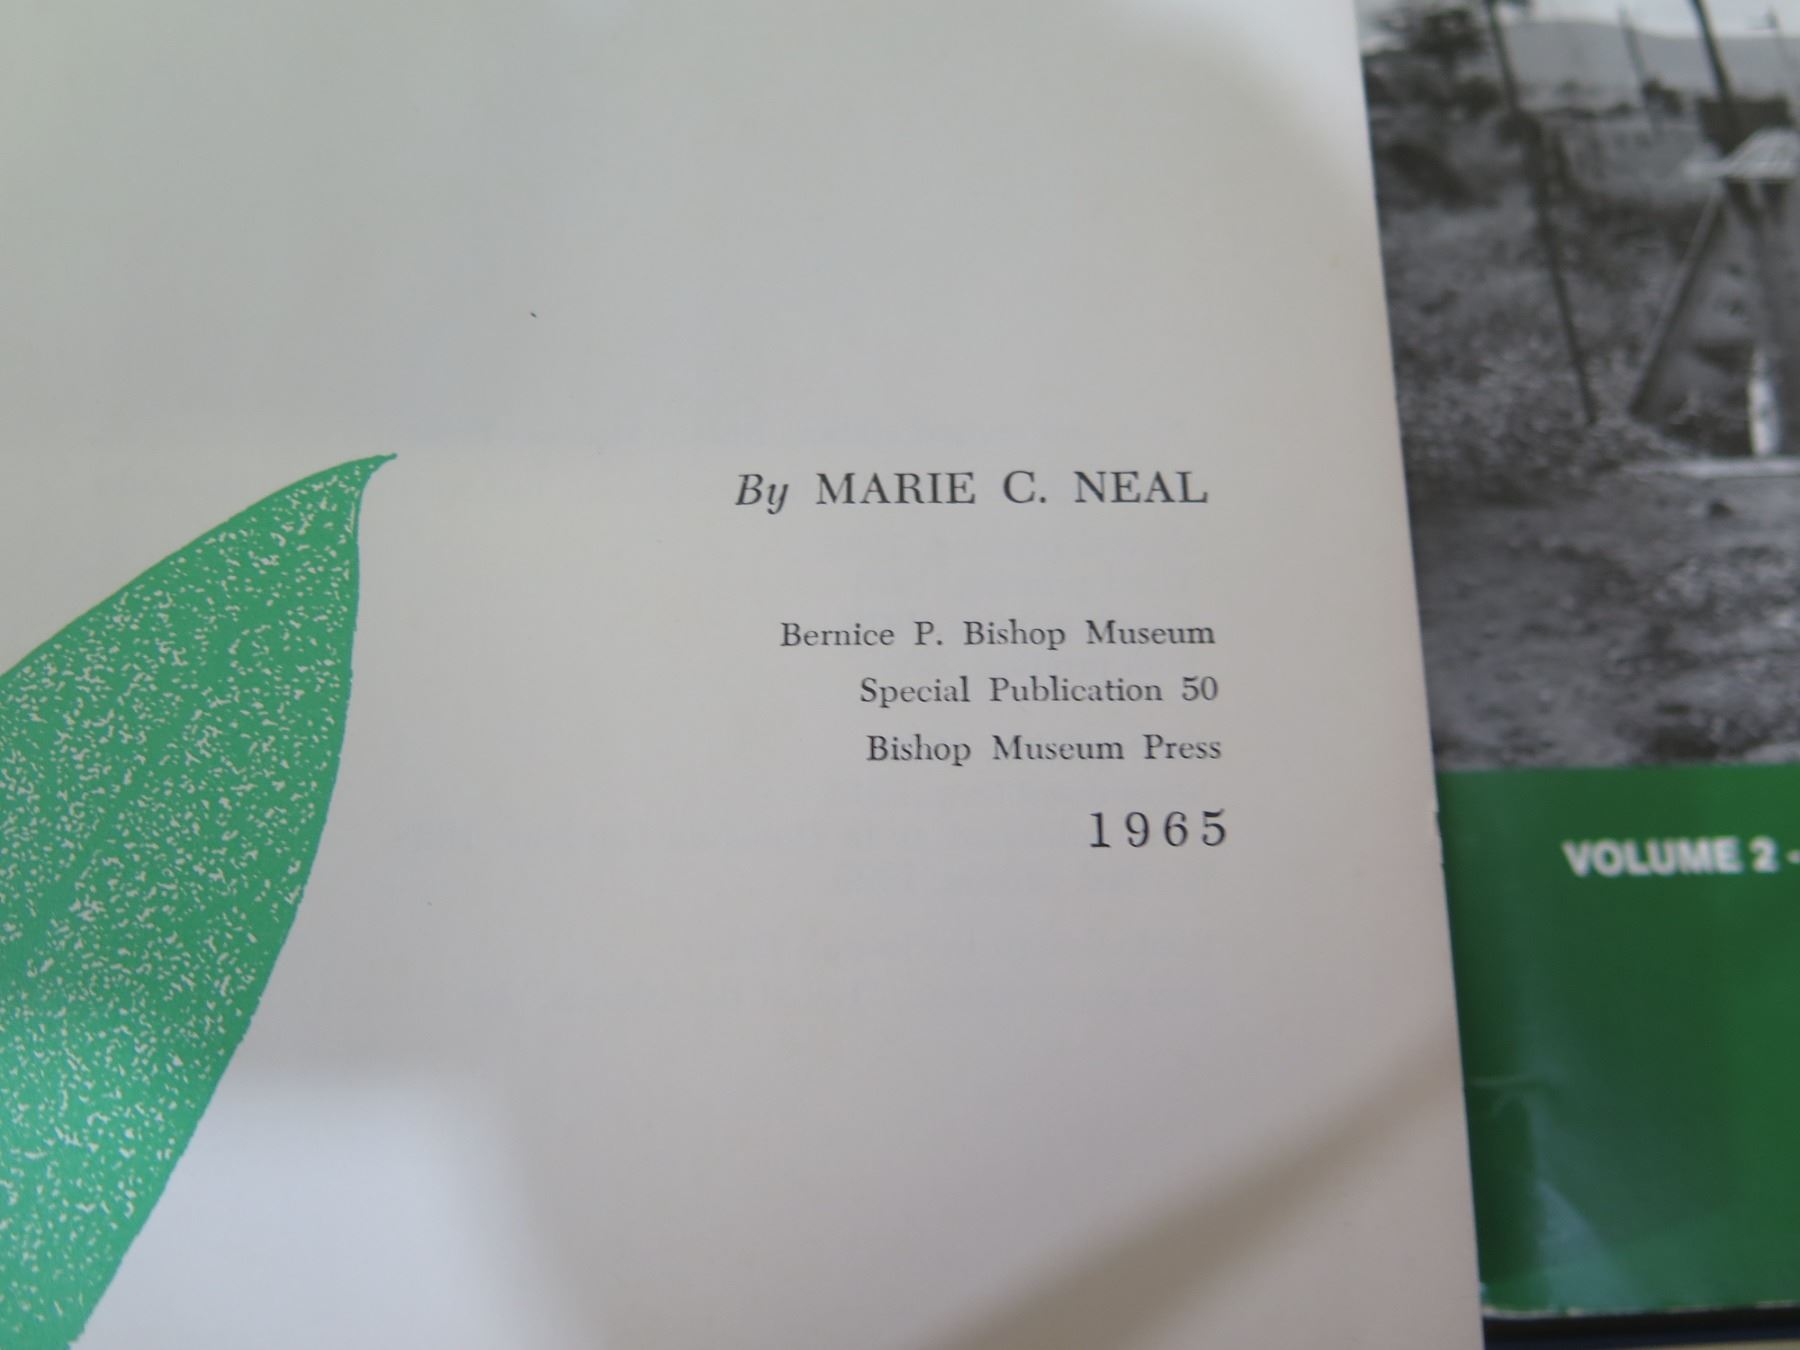 By MARIE C. NEAL
Bernice P. Bishop Museum
Special Publication 50
Bishop Museum Press
1965
VOLUME 2 -